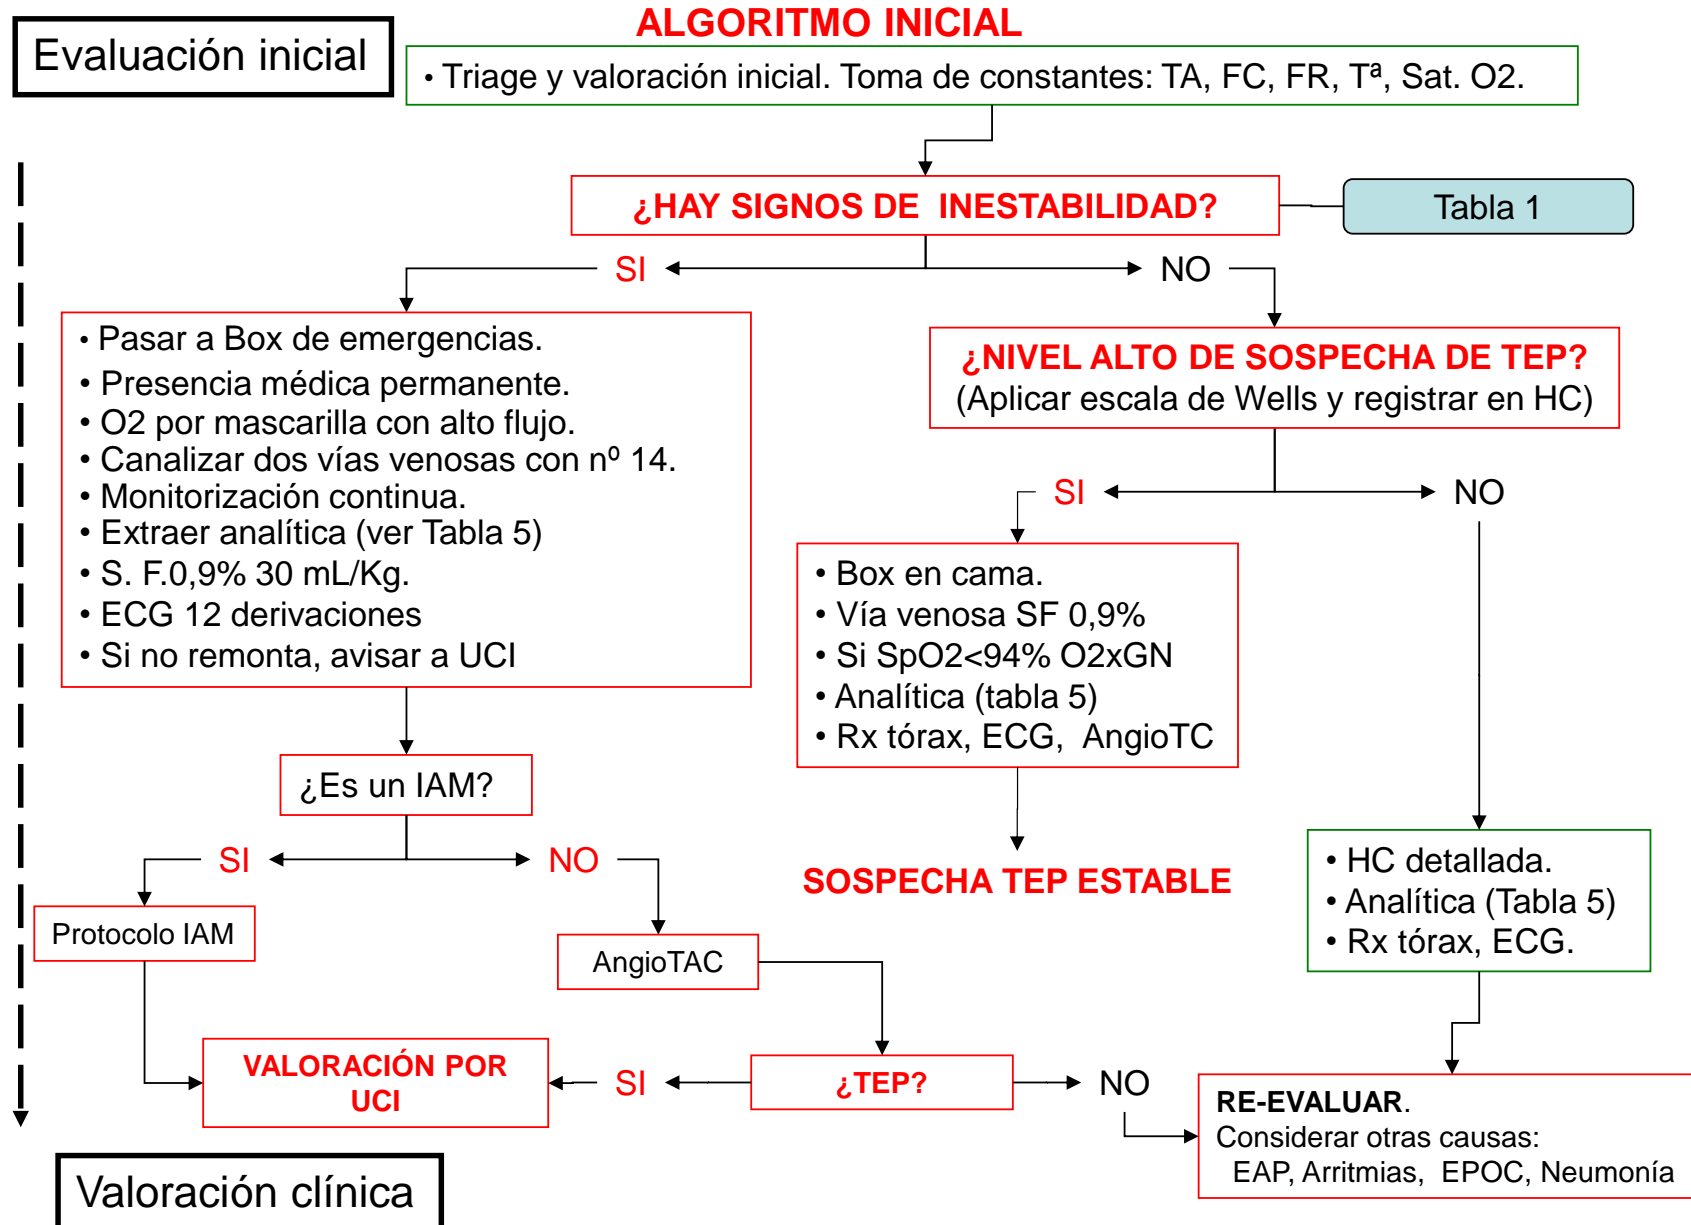 ALGORITMO INICIAL
Evaluación inicial
• Triage y valoración inicial. Toma de constantes: TA, FC, FR, Tª, Sat. O2.
¿HAY SIGNOS DE INESTABILIDAD?
Tabla 1
SI
NO
• Pasar a Box de emergencias.
• Presencia médica permanente.
• O2 por mascarilla con alto flujo.
• Canalizar dos vías venosas con nº 14.
• Monitorización continua.
• Extraer analítica (ver Tabla 5)
• S. F.0,9% 30 mL/Kg.
• ECG 12 derivaciones
• Si no remonta, avisar a UCI
¿NIVEL ALTO DE SOSPECHA DE TEP?
(Aplicar escala de Wells y registrar en HC)
SI
NO
• Box en cama.
• Vía venosa SF 0,9%
• Si SpO2<94% O2xGN
• Analítica (tabla 5)
• Rx tórax, ECG, AngioTC
¿Es un IAM?
SI
NO
SOSPECHA TEP ESTABLE
• HC detallada.
• Analítica (Tabla 5)
• Rx tórax, ECG.
Protocolo IAM
AngioTAC
VALORACIÓN POR
UCI
SI
¿TEP?
NO
RE-EVALUAR.
Considerar otras causas:
EAP, Arritmias, EPOC, Neumonía
Valoración clínica